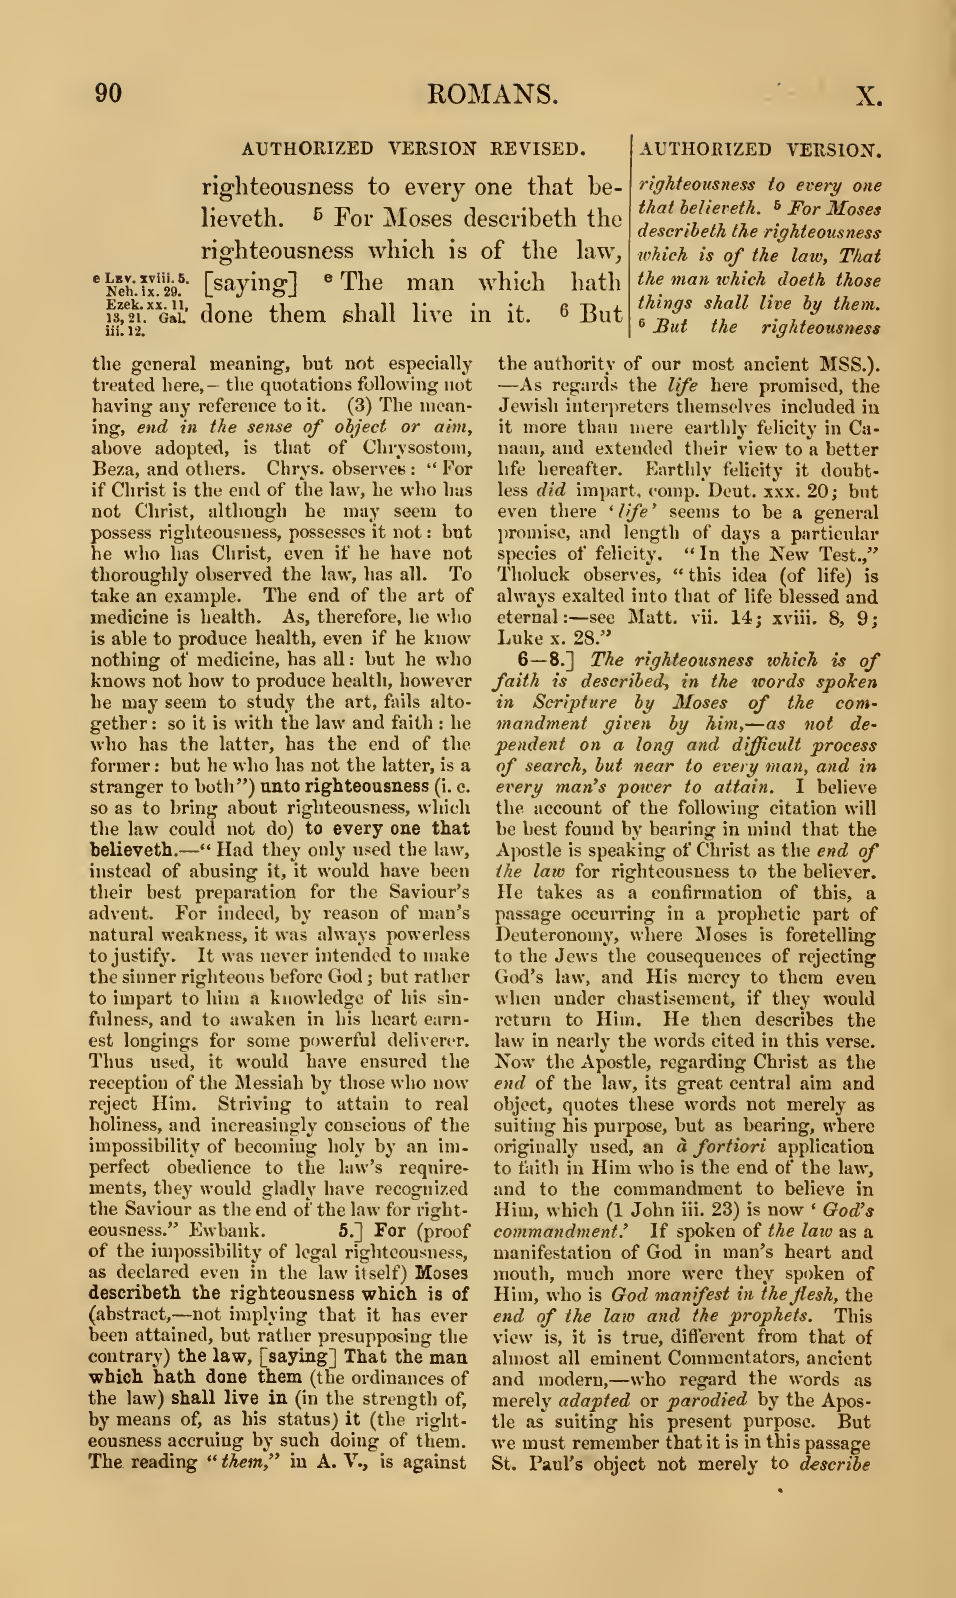 90
ROMANS.
X.
AUTHORIZED VERSION REVISED.
righteousness to every one that be-
lieveth. 5 For Moses describeth the
righteousness which is of the law,
[saying] e The man which hath
done them shall live in it. 6 But
e Lev. xviii. 5.
Neh. ix. 29.
Ezek. xx. 11,
13, 21. Gal.
iii. 12.
AUTHORIZED VERSION.
righteousness to every one
that believeth. 5 For Moses
describeth the righteousness
which is of the law, That
the man which doeth those
things shall live by them.
6 But the righteousness
the general meaning, but not especially
treated here,– the quotations following not
having any reference to it. (3) The mean-
ing, end in the sense of object or aim,
above adopted, is that of Chrysostom,
Beza, and others. Chrys. observes: “For
if Christ is the end of the law, he who has
not Christ, although he may seem to
possess righteousness, possesses it not: but
he who has Christ, even if he have not
thoroughly observed the law, has all. To
take an example. The end of the art of
medicine is health. As, therefore, he who
is able to produce health, even if he know
nothing of medicine, has all: but he who
knows not how to produce health, however
he may seem to study the art, fails alto-
gether: so it is with the law and faith: he
who has the latter, has the end of the
former: but he who has not the latter, is a
stranger to both”) unto righteousness (i. e.
so as to bring about righteousness, which
the law could not do) to every one that
believeth.—“Had they only used the law,
instead of abusing it, it would have been
their best preparation for the Saviour's
advent. For indeed, by reason of man's
natural weakness, it was always powerless
to justify. It was never intended to make
the sinner righteous before God; but rather
to impart to him a knowledge of his sin-
fulness, and to awaken in his heart earn-
est longings for some powerful deliverer.
Thus used, it would have ensured the
reception of the Messiah by those who now
reject Him. Striving to attain to real
holiness, and increasingly conscious of the
impossibility of becoming holy by an im-
perfect obedience to the law's require-
ments, they would gladly have recognized
the Saviour as the end of the law for right-
eousness.” Ewbank. 5.] For (proof
of the impossibility of legal righteousness,
as declared even in the law itself) Moses
describeth the righteousness which is of
(abstract,—not implying that it has ever
been attained, but rather presupposing the
contrary) the law, [saying] That the man
which hath done them (the ordinances of
the law) shall live in (in the strength of,
by means of, as his status) it (the right-
eousness accruing by such doing of them.
The reading “them,” in A. V., is against
the authority of our most ancient MSS.).
—As regards the life here promised, the
Jewish interpreters themselves included in
it more than mere earthly felicity in Ca-
naan, and extended their view to a better
life hereafter. Earthly felicity it doubt-
less did impart, comp. Deut. xxx. 20; but
even there ‘life’ seems to be a general
promise, and length of days a particular
species of felicity. “In the New Test.,”
Tholuck observes, “this idea (of life) is
always exalted into that of life blessed and
eternal:—see Matt. vii. 14; xviii. 8, 9;
Luke x. 28.”
6–8.] The righteousness which is of
faith is described, in the words spoken
in Scripture by Moses of the com-
mandment given by him,—as not de-
pendent on a long and difficult process
of search, but near to every man, and in
every man's power to attain. I believe
the account of the following citation will
be best found by bearing in mind that the
Apostle is speaking of Christ as the end of
the law for righteousness to the believer.
He takes as a confirmation of this, a
passage occurring in a prophetic part of
Deuteronomy, where Moses is foretelling
to the Jews the consequences of rejecting
God's law, and His mercy to them even
when under chastisement, if they would
return to Him. He then describes the
law in nearly the words cited in this verse.
Now the Apostle, regarding Christ as the
end of the law, its great central aim and
object, quotes these words not merely as
suiting his purpose, but as bearing, where
originally used, an à fortiori application
to faith in Him who is the end of the law,
and to the commandment to believe in
Him, which (1 John iii. 23) is now ‘God's
commandment.’ If spoken of the law as a
manifestation of God in man's heart and
mouth, much more were they spoken of
Him, who is God manifest in the flesh, the
end of the law and the prophets. This
view is, it is true, different from that of
almost all eminent Commentators, ancient
and modern,—who regard the words as
merely adapted or parodied by the Apos-
tle as suiting his present purpose. But
we must remember that it is in this passage
St. Paul's object not merely to describe